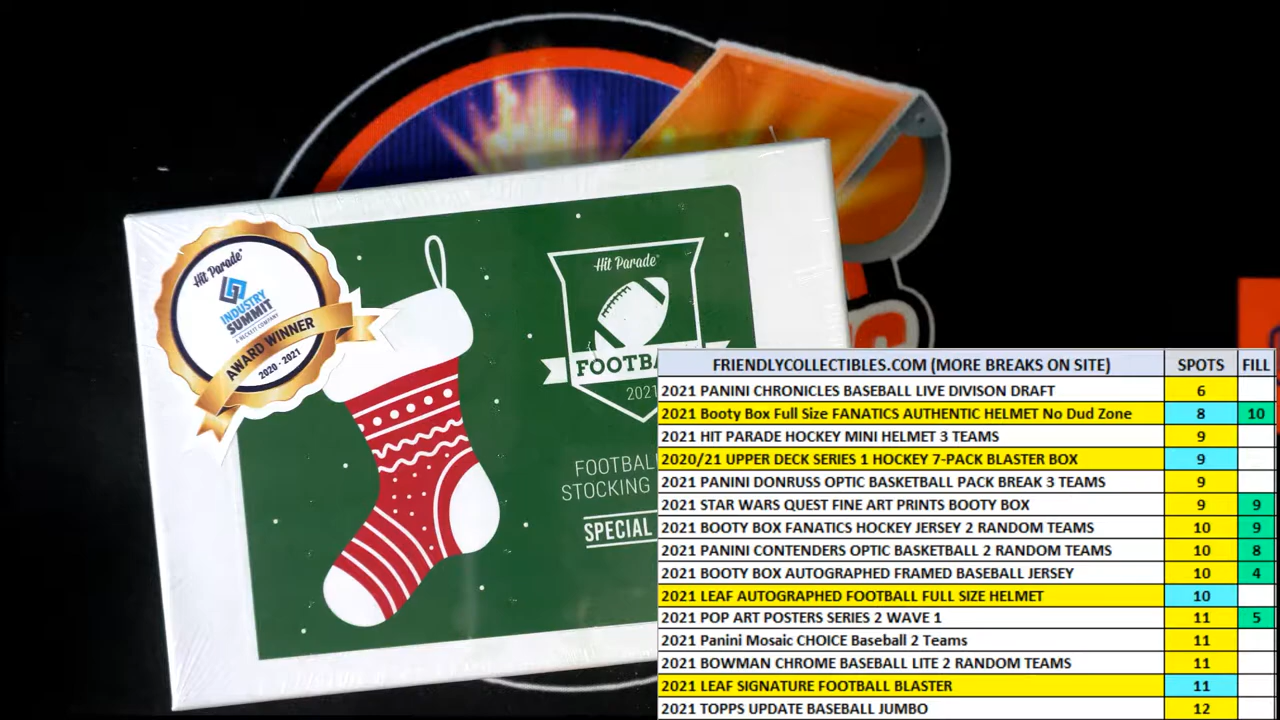 Hit Parade
INDUSTRY
SUMMIT
A BECKETT COMPANY
AWARD WINNER
2020 - 2021
Hit Parade
2021
FOOTBAL
STOCKING
SPECIAL
FRIENDLYCOLLECTIBLES.COM (MORE BREAKS ON SITE) SPOTS FILL
2021 PANINI CHRONICLES BASEBALL LIVE DIVISON DRAFT 6
2021 Booty Box Full Size FANATICS AUTHENTIC HELMET No Dud Zone 8 10
2021 HIT PARADE HOCKEY MINI HELMET 3 TEAMS 9
2020/21 UPPER DECK SERIES 1 HOCKEY 7-PACK BLASTER BOX 9
2021 PANINI DONRUSS OPTIC BASKETBALL PACK BREAK 3 TEAMS 9
2021 STAR WARS QUEST FINE ART PRINTS BOOTY BOX 9 9
2021 BOOTY BOX FANATICS HOCKEY JERSEY 2 RANDOM TEAMS 10 9
2021 PANINI CONTENDERS OPTIC BASKETBALL 2 RANDOM TEAMS 10 8
2021 BOOTY BOX AUTOGRAPHED FRAMED BASEBALL JERSEY 10 4
2021 LEAF AUTOGRAPHED FOOTBALL FULL SIZE HELMET 10
2021 POP ART POSTERS SERIES 2 WAVE 1 11 5
2021 Panini Mosaic CHOICE Baseball 2 Teams 11
2021 BOWMAN CHROME BASEBALL LITE 2 RANDOM TEAMS 11
2021 LEAF SIGNATURE FOOTBALL BLASTER 11
2021 TOPPS UPDATE BASEBALL JUMBO 12